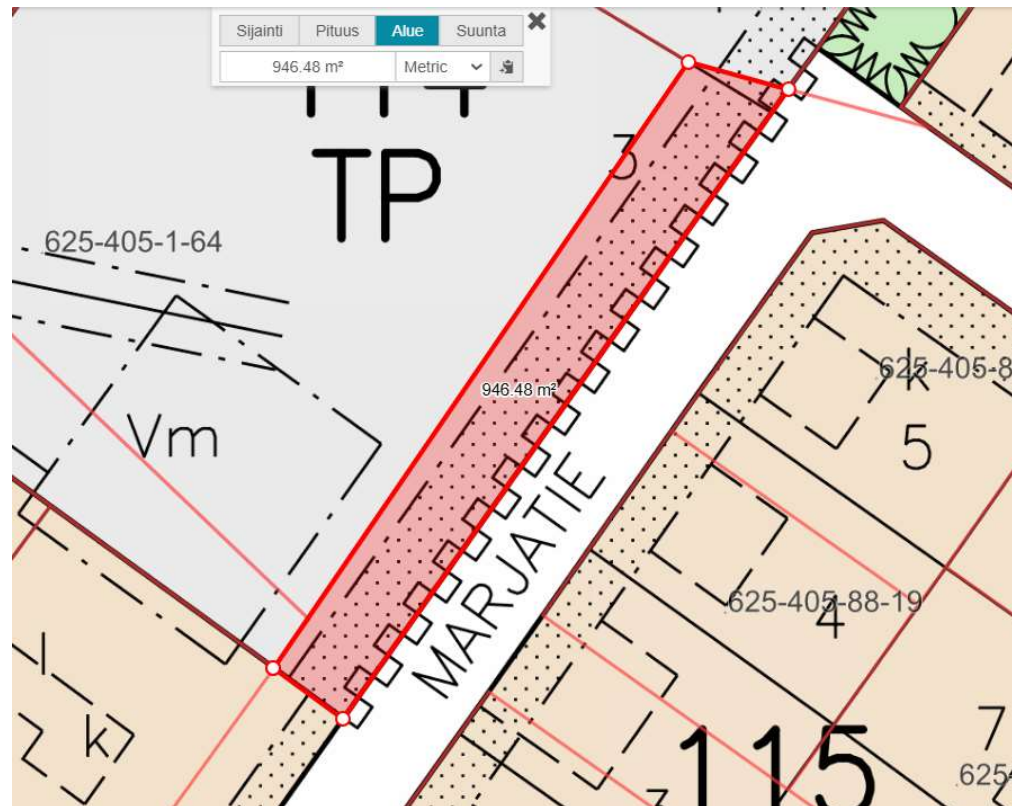 Sijainti Pituus Alue Suunta
946.48 m² Metric
TP
3
625-405-1-64
625-405-8
k
5
946.48 m²
Vm
MARJATIE
625-405-88-19
4
l
k
115
7
625-